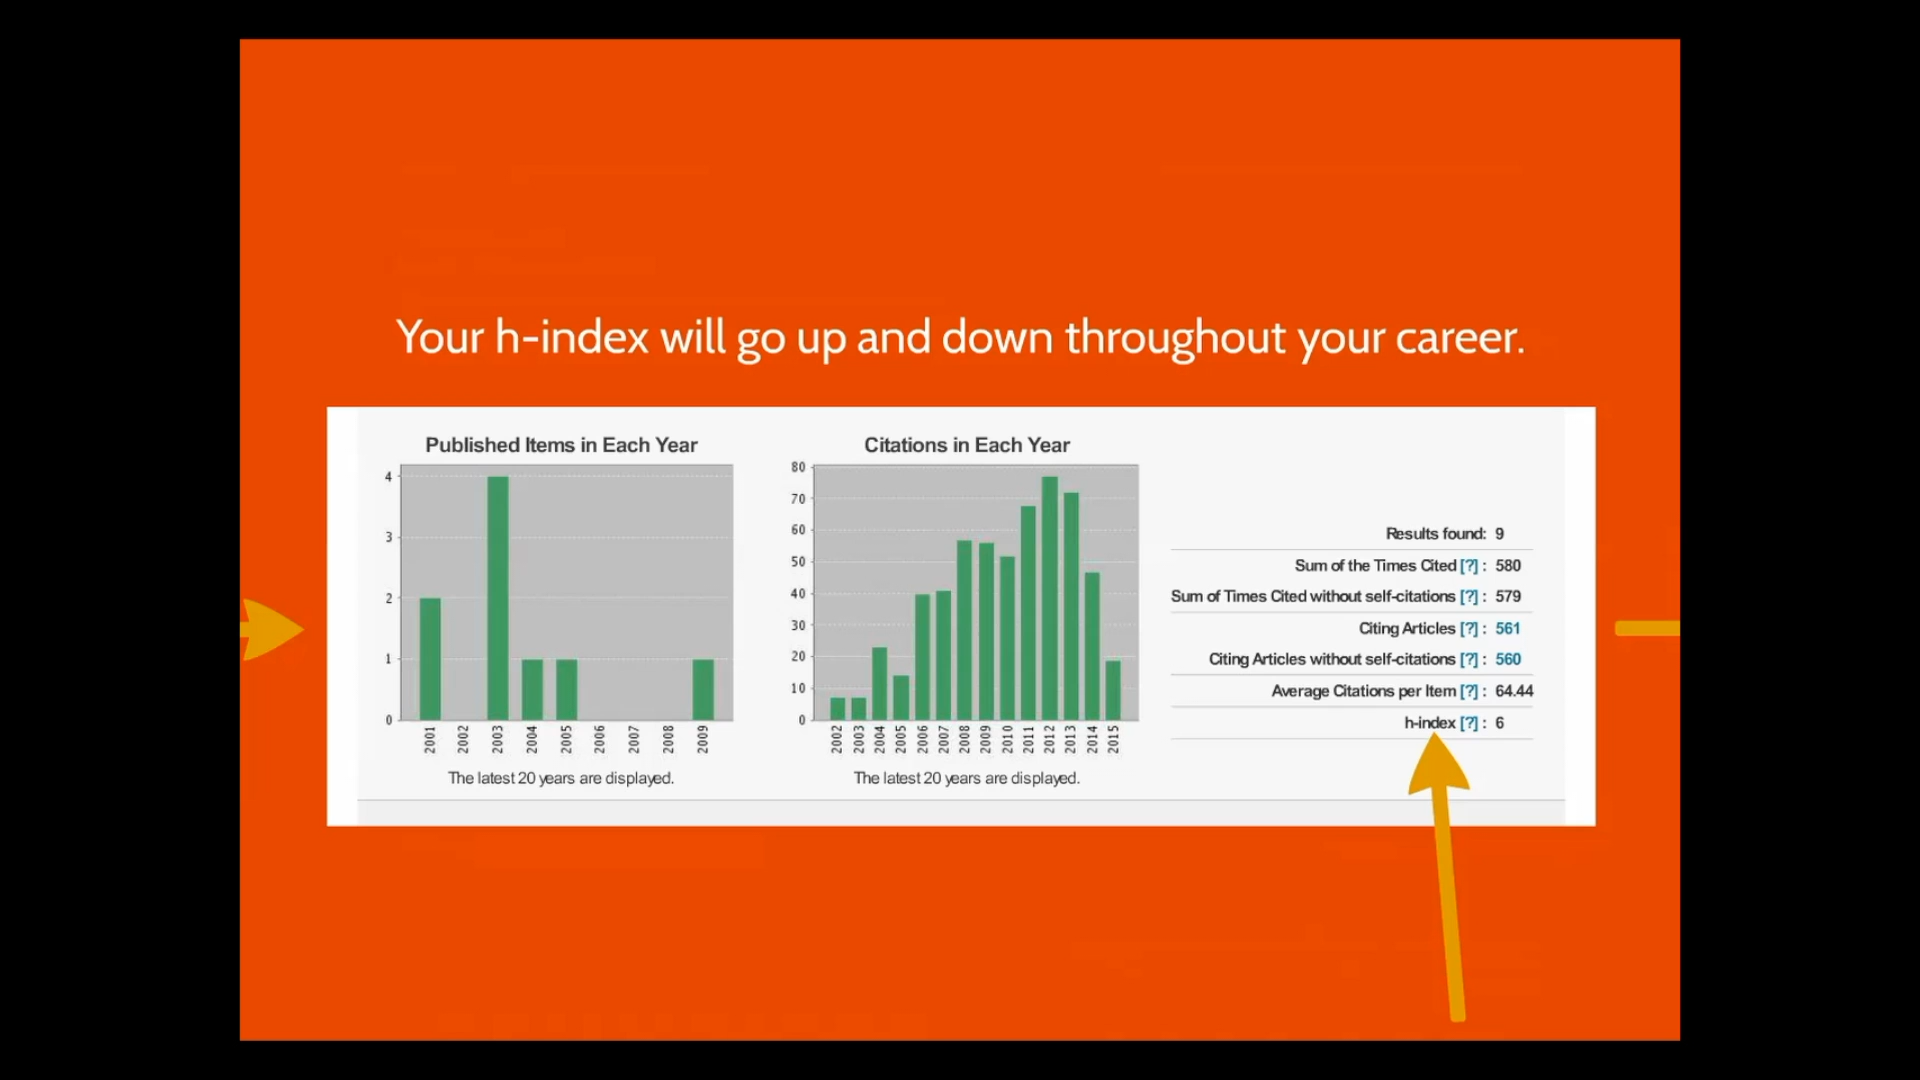 Your h-index will go up and down throughout your career.
Published Items in Each Year
4
3
2
1
0
2001 2002 2003 2004 2005 2006 2007 2008 2009
The latest 20 years are displayed.
Citations in Each Year
80
70
60
50
40
30
20
10
0
2002 2003 2004 2005 2006 2007 2008 2009 2010 2011 2012 2013 2014 2015
The latest 20 years are displayed.
Results found: 9
Sum of the Times Cited [?] : 580
Sum of Times Cited without self-citations [?] : 579
Citing Articles [?] : 561
Citing Articles without self-citations [?] : 560
Average Citations per Item [?] : 64.44
h-index [?] : 6